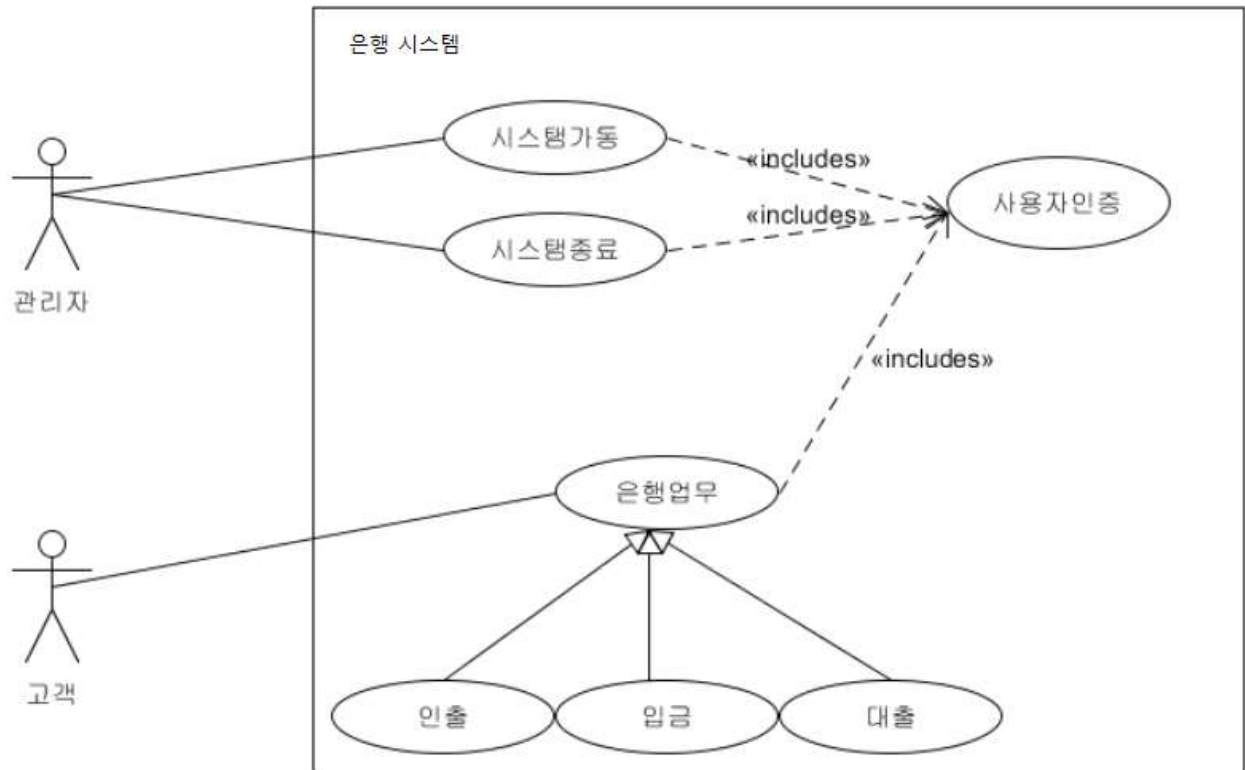 은행 시스템
시스탬가동
«includes»
사용자인증
«includes»
시스탬종료
관리자
«includes»
은행업무
고객
인출
입금
대출